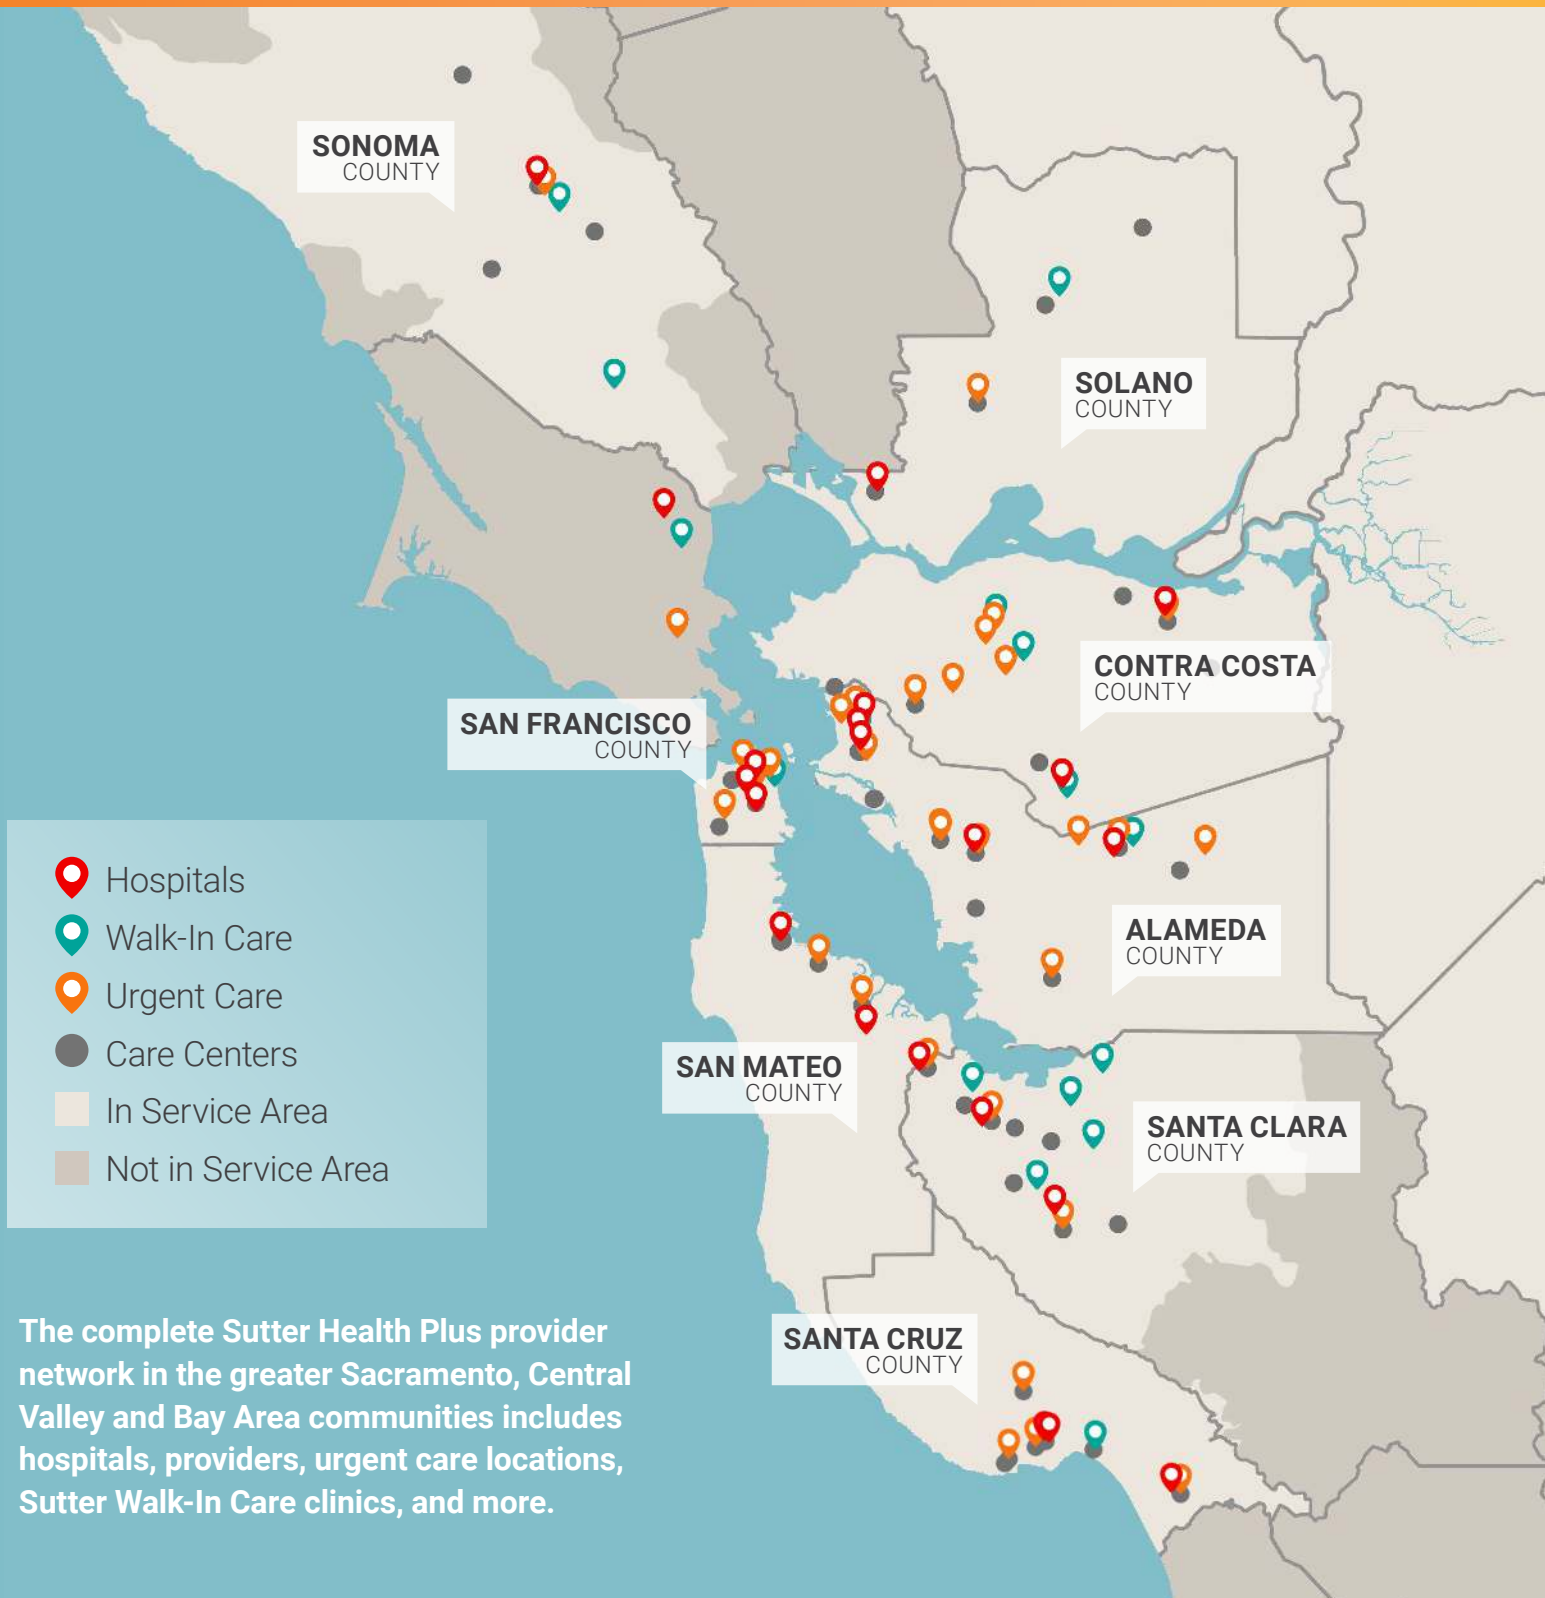 SONOMA
COUNTY
SOLANO
COUNTY
CONTRA COSTA
COUNTY
SAN FRANCISCO
COUNTY
Hospitals
Walk-In Care
Urgent Care
Care Centers
In Service Area
Not in Service Area
ALAMEDA
COUNTY
SAN MATEO
COUNTY
SANTA CLARA
COUNTY
SANTA CRUZ
COUNTY
The complete Sutter Health Plus provider
network in the greater Sacramento, Central
Valley and Bay Area communities includes
hospitals, providers, urgent care locations,
Sutter Walk-In Care clinics, and more.